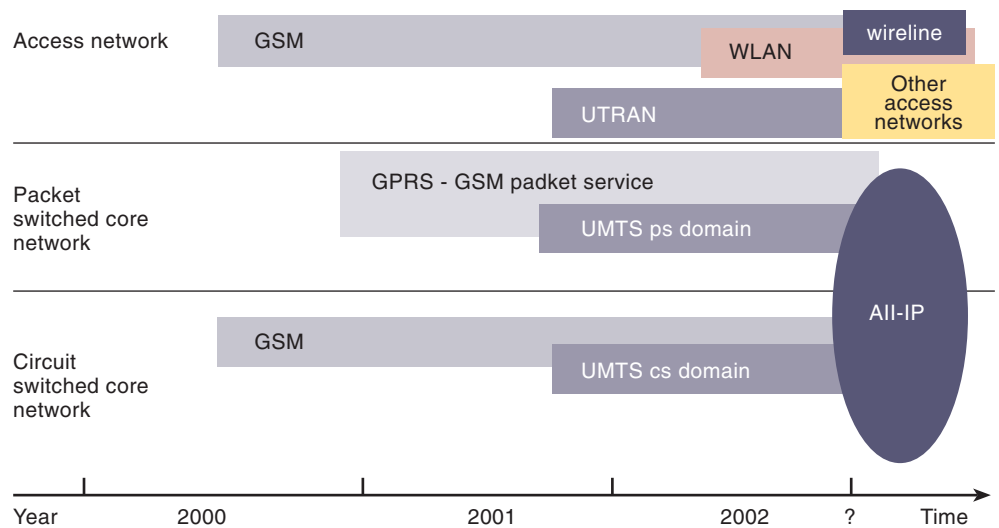 Access network
GSM
wireline
WLAN
Other
access
networks
UTRAN
Packet
switched core
network
GPRS - GSM padket service
UMTS ps domain
All-IP
Circuit
switched core
network
GSM
UMTS cs domain
Year 2000 2001 2002 ? Time